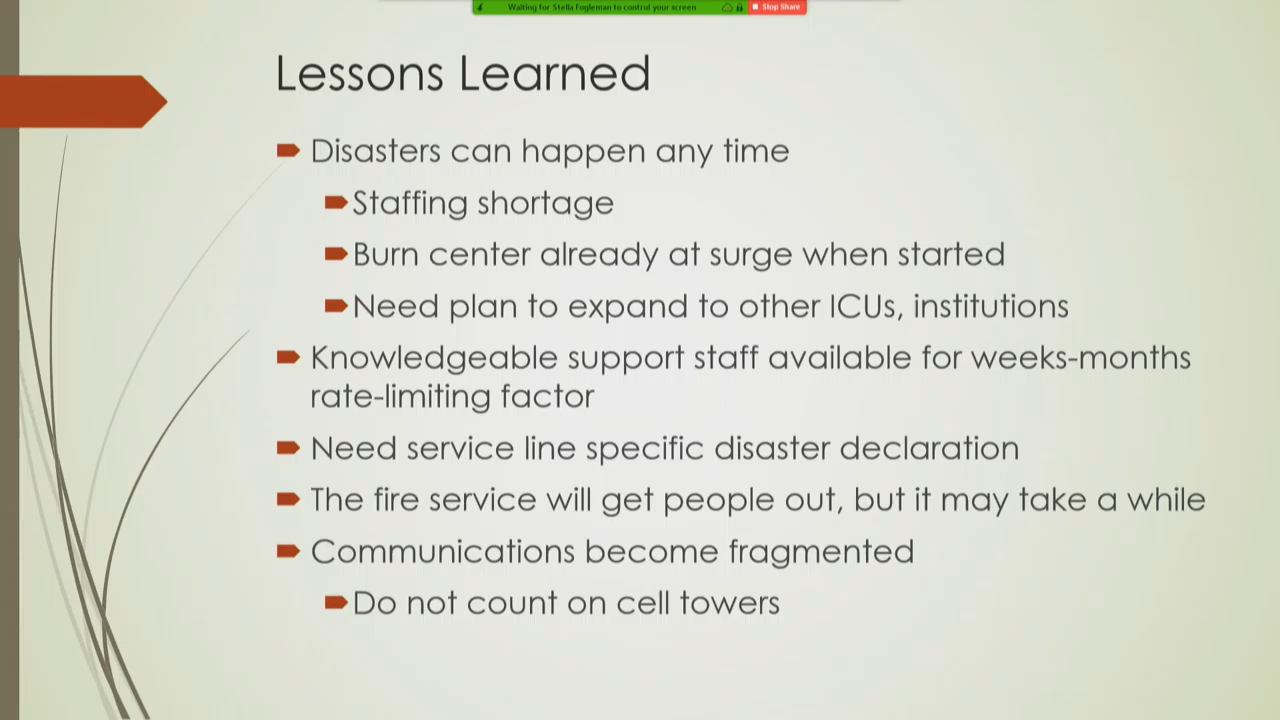 Waiting for Stella Fogleman to control your screen
Stop Share
Lessons Learned
Disasters can happen any time
Staffing shortage
Burn center already at surge when started
Need plan to expand to other ICUs, institutions
Knowledgeable support staff available for weeks-months
rate-limiting factor
Need service line specific disaster declaration
The fire service will get people out, but it may take a while
Communications become fragmented
Do not count on cell towers